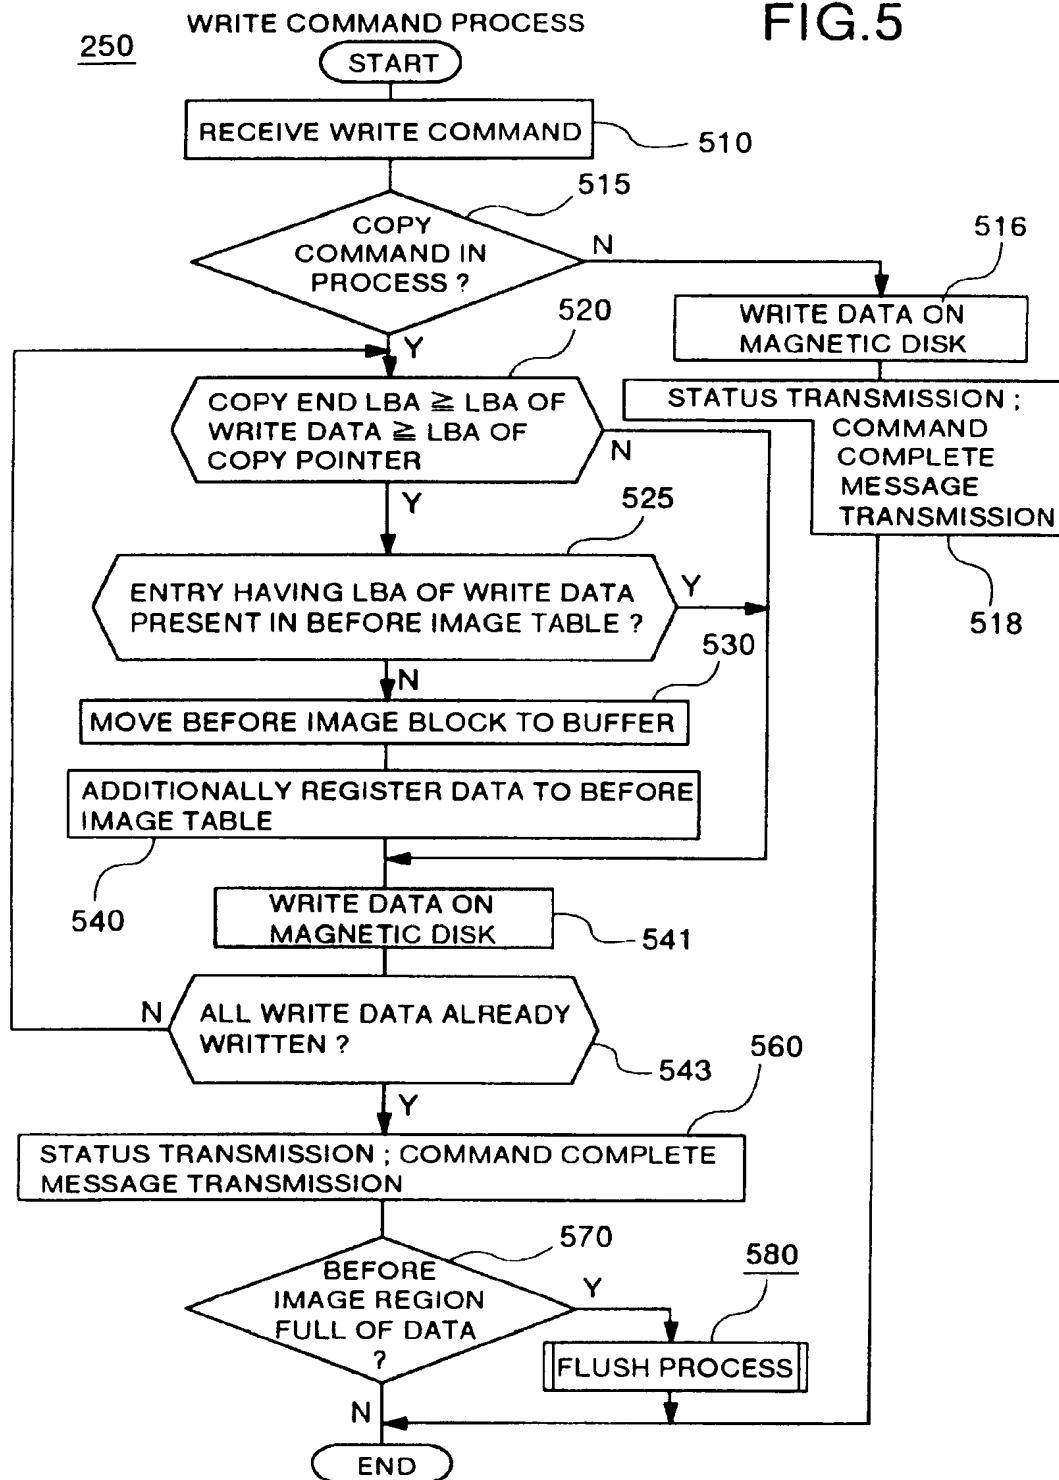 FIG.5
WRITE COMMAND PROCESS
250
START
RECEIVE WRITE COMMAND
510
515
COPY
COMMAND IN
PROCESS ?
N
516
WRITE DATA ON
MAGNETIC DISK
Y
520
COPY END LBA ≧ LBA OF
WRITE DATA ≧ LBA OF
COPY POINTER
N
STATUS TRANSMISSION ;
COMMAND
COMPLETE
MESSAGE
TRANSMISSION
518
Y
525
ENTRY HAVING LBA OF WRITE DATA
PRESENT IN BEFORE IMAGE TABLE ?
Y
530
N
MOVE BEFORE IMAGE BLOCK TO BUFFER
ADDITIONALLY REGISTER DATA TO BEFORE
IMAGE TABLE
540
WRITE DATA ON
MAGNETIC DISK
541
N
ALL WRITE DATA ALREADY
WRITTEN ?
543
Y
560
STATUS TRANSMISSION ; COMMAND COMPLETE
MESSAGE TRANSMISSION
570
BEFORE
IMAGE REGION
FULL OF DATA
?
Y
580
FLUSH PROCESS
N
END